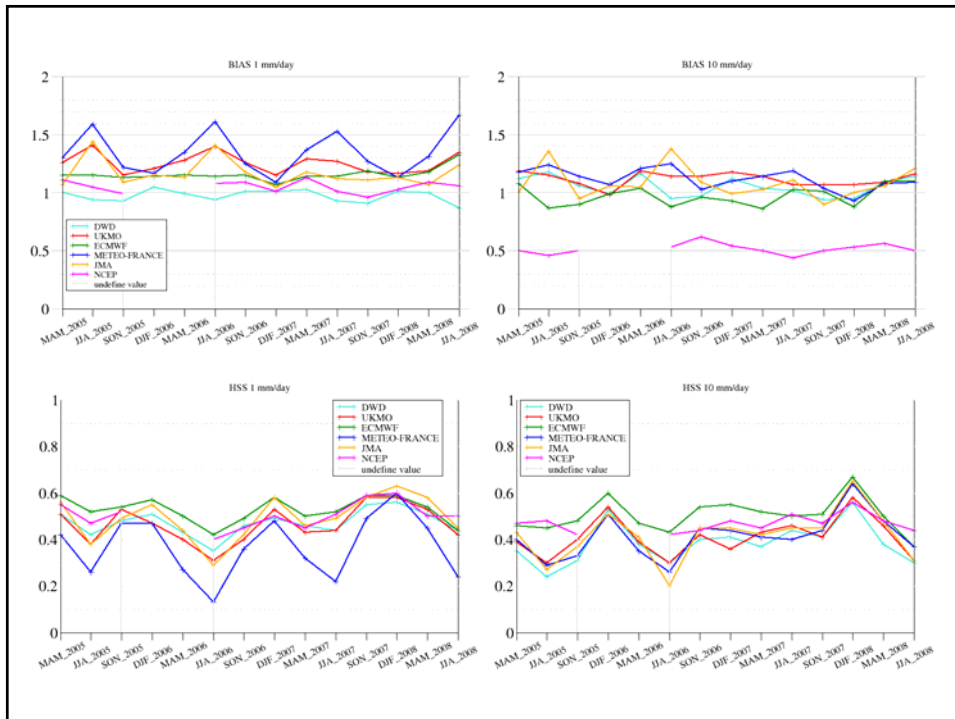 BIAS 1 mm/day
2
1.5
1
0.5
0
DWD
UKMO
ECMWF
METEO-FRANCE
JMA
NCEP
undefine value
MAM_2005
JJA_2005
SON_2005
DJF_2006
MAM_2006
JJA_2006
SON_2006
DJF_2007
MAM_2007
JJA_2007
SON_2007
DJF_2008
MAM_2008
JJA_2008
BIAS 10 mm/day
2
1.5
1
0.5
0
MAM_2005
JJA_2005
SON_2005
DJF_2006
MAM_2006
JJA_2006
SON_2006
DJF_2007
MAM_2007
JJA_2007
SON_2007
DJF_2008
MAM_2008
JJA_2008
HSS 1 mm/day
1
0.8
0.6
0.4
0.2
0
DWD
UKMO
ECMWF
METEO-FRANCE
JMA
NCEP
undefine value
MAM_2005
JJA_2005
SON_2005
DJF_2006
MAM_2006
JJA_2006
SON_2006
DJF_2007
MAM_2007
JJA_2007
SON_2007
DJF_2008
MAM_2008
JJA_2008
HSS 10 mm/day
1
0.8
0.6
0.4
0.2
0
DWD
UKMO
ECMWF
METEO-FRANCE
JMA
NCEP
undefine value
MAM_2005
JJA_2005
SON_2005
DJF_2006
MAM_2006
JJA_2006
SON_2006
DJF_2007
MAM_2007
JJA_2007
SON_2007
DJF_2008
MAM_2008
JJA_2008